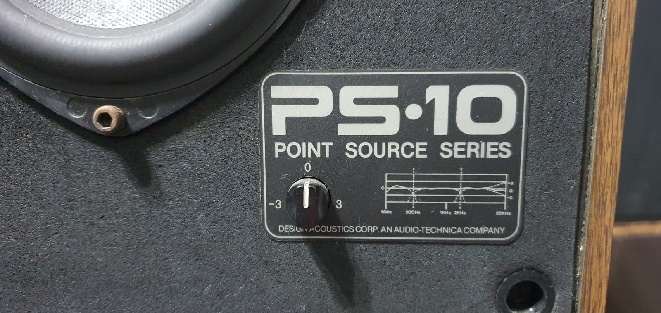 PS·10
POINT SOURCE SERIES
0
-3 3
DESIGN ACOUSTICS CORP. AN AUDIO-TECHNICA COMPANY